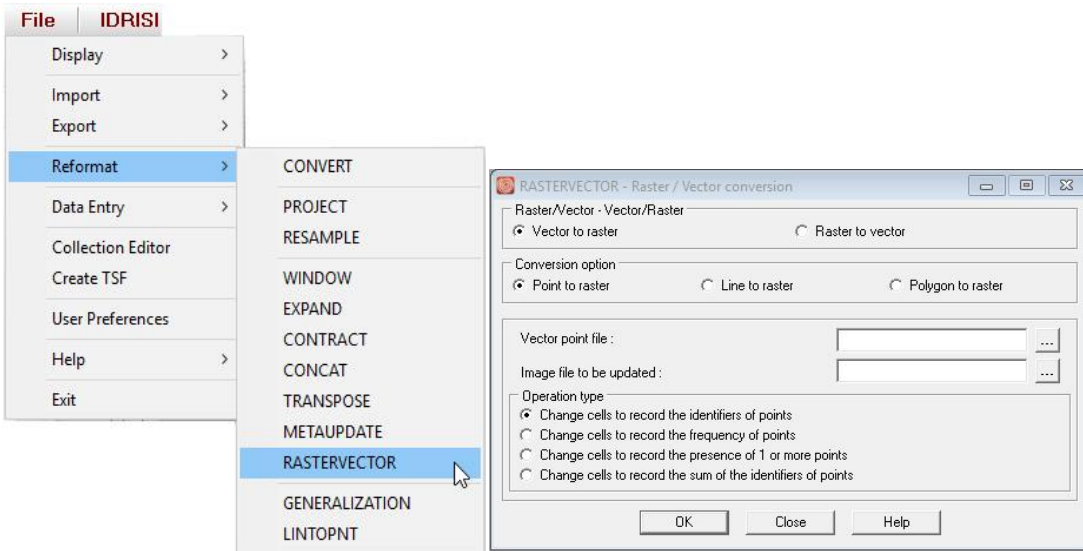 File IDRISI
Display
Import
Export
Reformat
Data Entry
Collection Editor
Create TSF
User Preferences
Help
Exit
CONVERT
PROJECT
RESAMPLE
WINDOW
EXPAND
CONTRACT
CONCAT
TRANSPOSE
METAUPDATE
RASTERVECTOR
GENERALIZATION
LINTOPNT
RASTERVECTOR - Raster / Vector conversion
Raster/Vector - Vector/Raster
Vector to raster Raster to vector
Conversion option
Point to raster Line to raster Polygon to raster
Vector point file :
...
Image file to be updated :
...
Operation type
Change cells to record the identifiers of points
Change cells to record the frequency of points
Change cells to record the presence of 1 or more points
Change cells to record the sum of the identifiers of points
OK Close Help